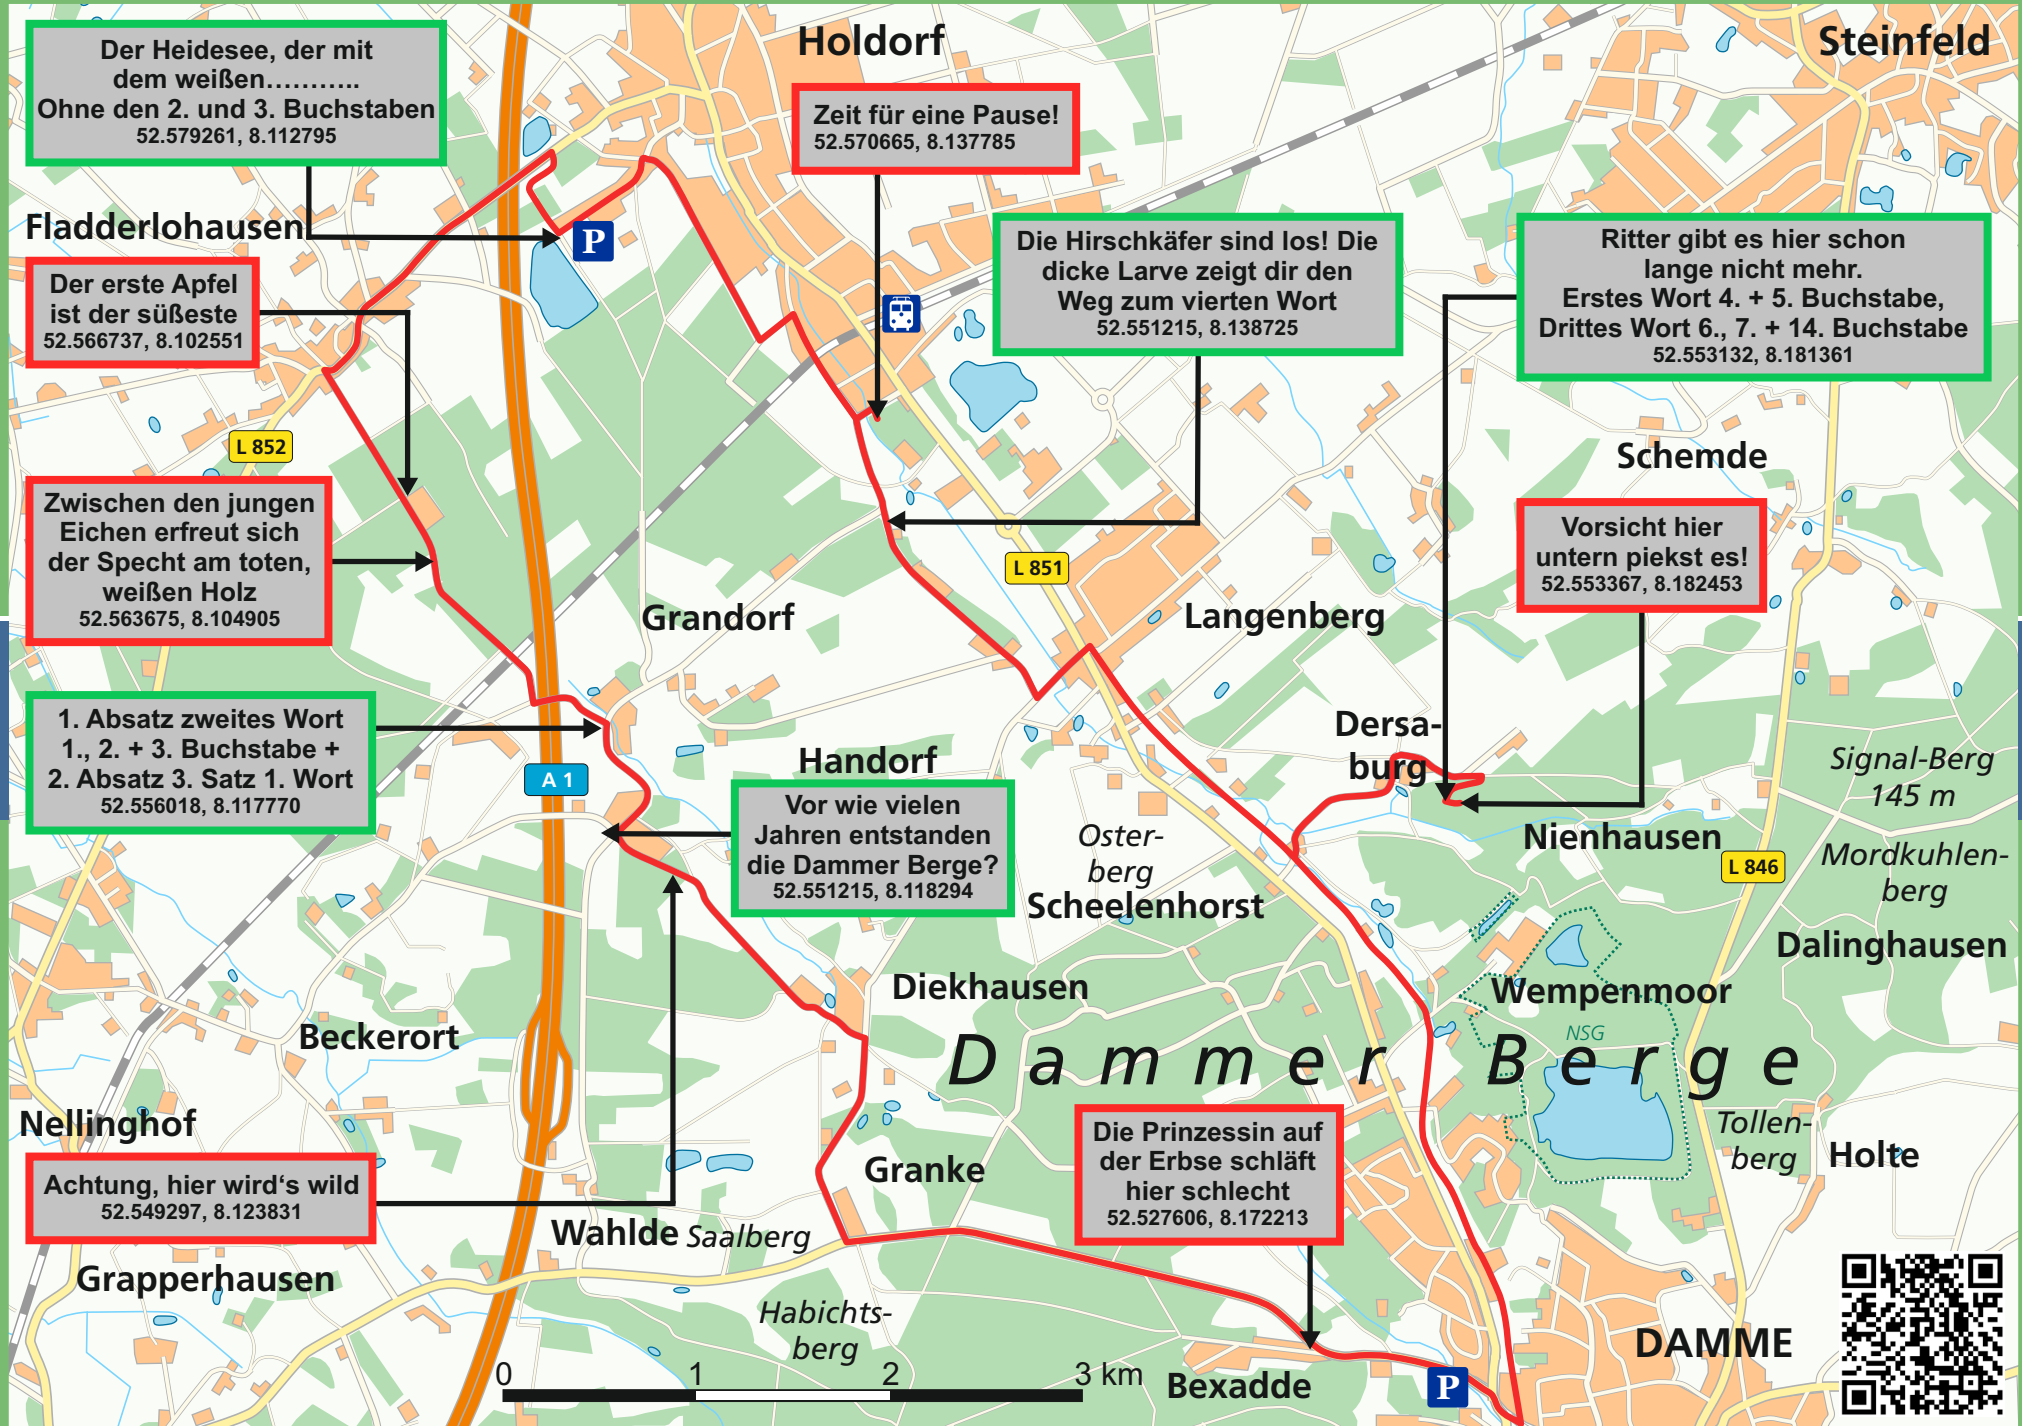 Der Heidesee, der mit
dem weißen………..
Ohne den 2. und 3. Buchstaben
52.579261, 8.112795
Holdorf
Steinfeld
Zeit für eine Pause!
52.570665, 8.137785
Fladderlohausen
P
Die Hirschkäfer sind los! Die
dicke Larve zeigt dir den
Weg zum vierten Wort
52.551215, 8.138725
Ritter gibt es hier schon
lange nicht mehr.
Erstes Wort 4. + 5. Buchstabe,
Drittes Wort 6., 7. + 14. Buchstabe
52.553132, 8.181361
Der erste Apfel
ist der süßeste
52.566737, 8.102551
L 852
Schemde
Zwischen den jungen
Eichen erfreut sich
der Specht am toten,
weißen Holz
52.563675, 8.104905
Vorsicht hier
untern piekst es!
52.553367, 8.182453
L 851
Grandorf
Langenberg
1. Absatz zweites Wort
1., 2. + 3. Buchstabe +
2. Absatz 3. Satz 1. Wort
52.556018, 8.117770
A 1
Handorf
Vor wie vielen
Jahren entstanden
die Dammer Berge?
52.551215, 8.118294
Dersa-
burg
Signal-Berg
145 m
Oster-
berg
Nienhausen
L 846
Mordkuhlen-
berg
Scheelenhorst
Dalinghausen
Diekhausen
Wempenmoor
Beckerort
NSG
Dammer Berge
Nellinghof
Achtung, hier wird‘s wild
52.549297, 8.123831
Granke
Die Prinzessin auf
der Erbse schläft
hier schlecht
52.527606, 8.172213
Tollen-
berg
Holte
Wahlde
Saalberg
Grapperhausen
Habichts-
berg
DAMME
0 1 2 3 km
Bexadde
P